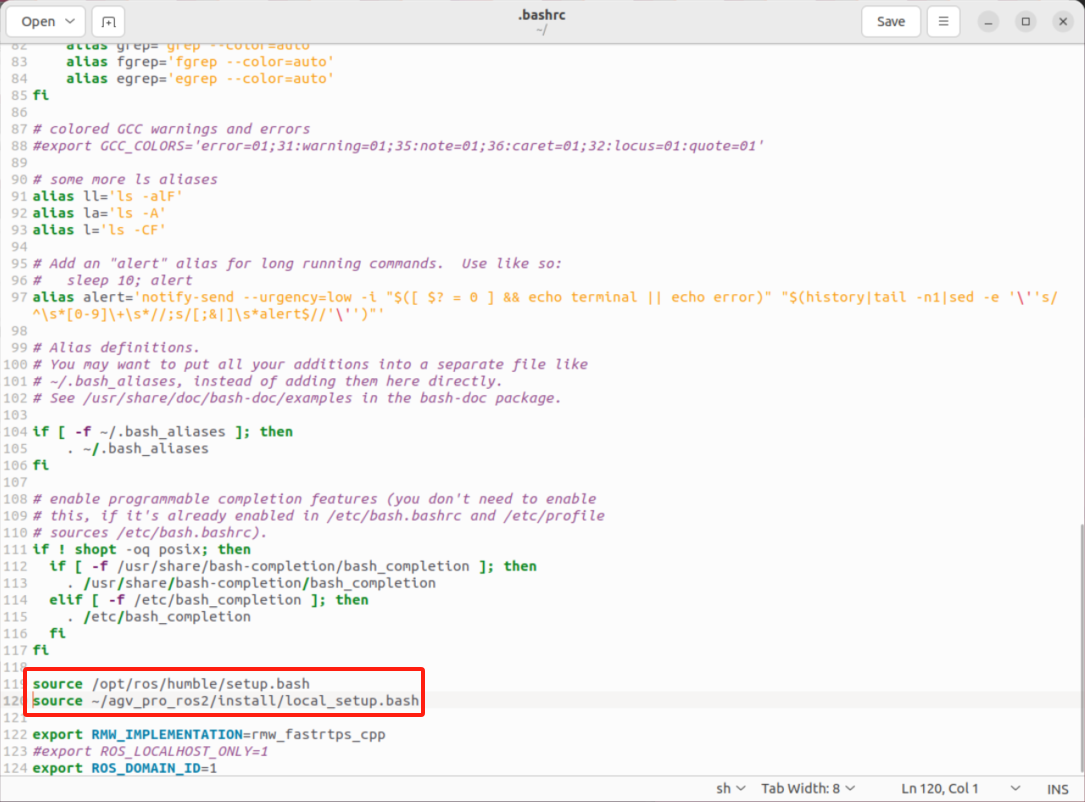 Open
.bashrc
~/
Save
82 alias grep='grep --color=auto'
83     alias fgrep='fgrep --color=auto'
84     alias egrep='egrep --color=auto'
85 fi
86
87 # colored GCC warnings and errors
88 #export GCC_COLORS='error=01;31:warning=01;35:note=01;36:caret=01;32:locus=01:quote=01'
89
90 # some more ls aliases
91 alias ll='ls -alF'
92 alias la='ls -A'
93 alias l='ls -CF'
94
95 # Add an "alert" alias for long running commands.  Use like so:
96 #   sleep 10; alert
97 alias alert='notify-send --urgency=low -i "$([ $? = 0 ] && echo terminal || echo error)" "$(history|tail -n1|sed -e '\''s/
^\s*[0-9]\+\s*//;s/[;&|]\s*alert$//'\'')"'
98
99 # Alias definitions.
100 # You may want to put all your additions into a separate file like
101 # ~/.bash_aliases, instead of adding them here directly.
102 # See /usr/share/doc/bash-doc/examples in the bash-doc package.
103
104 if [ -f ~/.bash_aliases ]; then
105     . ~/.bash_aliases
106 fi
107
108 # enable programmable completion features (you don't need to enable
109 # this, if it's already enabled in /etc/bash.bashrc and /etc/profile
110 # sources /etc/bash.bashrc).
111 if ! shopt -oq posix; then
112   if [ -f /usr/share/bash-completion/bash_completion ]; then
113     . /usr/share/bash-completion/bash_completion
114   elif [ -f /etc/bash_completion ]; then
115     . /etc/bash_completion
116   fi
117 fi
118
119 source /opt/ros/humble/setup.bash
120 source ~/agv_pro_ros2/install/local_setup.bash
121
122 export RMW_IMPLEMENTATION=rmw_fastrtps_cpp
123 #export ROS_LOCALHOST_ONLY=1
124 export ROS_DOMAIN_ID=1
sh Tab Width: 8 Ln 120, Col 1 INS